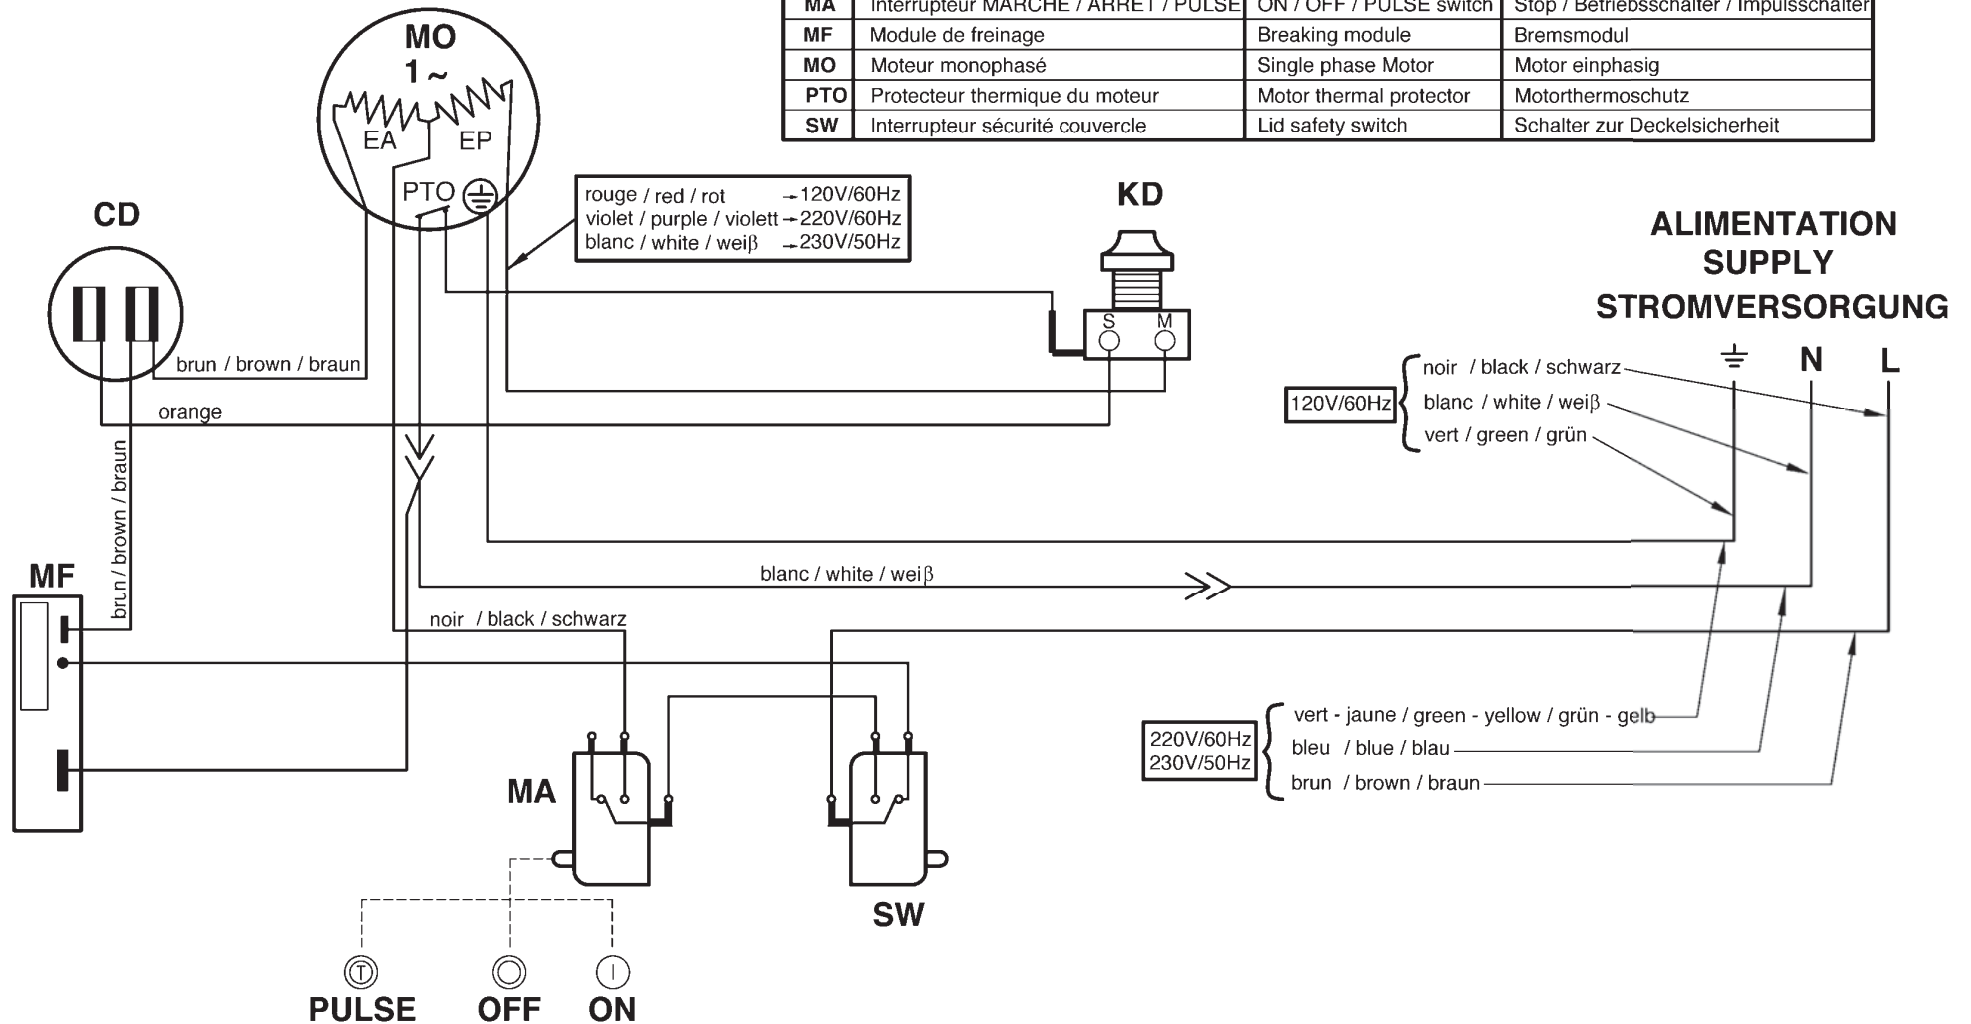 MA Interrupteur MARCHE / ARRET / PULSE ON / OFF / PULSE switch Stop / Betriebsschalter / Impulsschalter
MF Module de freinage Breaking module Bremsmodul
MO Moteur monophasé Single phase Motor Motor einphasig
PTO Protecteur thermique du moteur Motor thermal protector Motorthermoschutz
SW Interrupteur sécurité couvercle Lid safety switch Schalter zur Deckelsicherheit
MO
1 ~
EA EP
PTO
CD
rouge / red / rot → 120V/60Hz
violet / purple / violett → 220V/60Hz
blanc / white / weiβ → 230V/50Hz
KD
S M
ALIMENTATION
SUPPLY
STROMVERSORGUNG
N L
brun / brown / braun
orange
brun / brown / braun
120V/60Hz
noir / black / schwarz
blanc / white / weiβ
vert / green / grün
MF
blanc / white / weiβ
noir / black / schwarz
220V/60Hz
230V/50Hz
vert - jaune / green - yellow / grün - gelb
bleu / blue / blau
brun / brown / braun
MA
SW
T
I
PULSE OFF ON